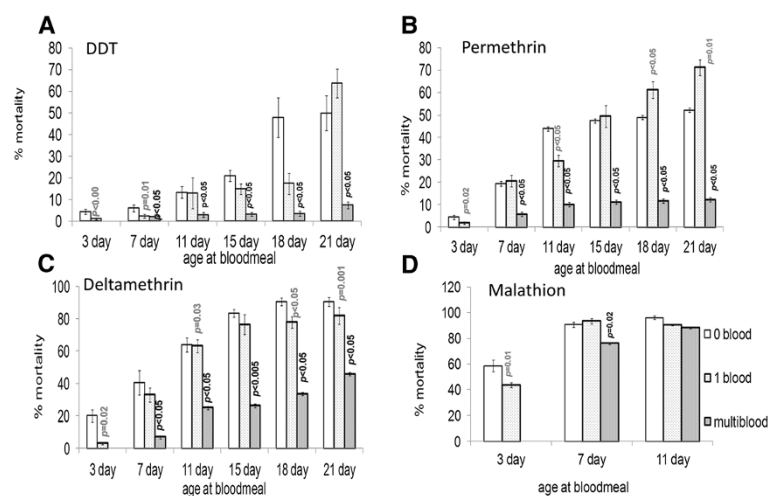 A
DDT
% mortality
80
70
60
50
40
30
20
10
0
p<0.00
p=0.01
p<0.05
p<0.05
p<0.05
p<0.05
p<0.05
3 day
7 day
11 day
15 day
18 day
21 day
age at bloodmeal
B
Permethrin
% mortality
80
70
60
50
40
30
20
10
0
p=0.02
p<0.05
p<0.05
p<0.05
p<0.05
p<0.05
p<0.05
p=0.01
p<0.05
3 day
7 day
11 day
15 day
18 day
21 day
age at bloodmeal
C
Deltamethrin
% mortality
100
80
60
40
20
0
p=0.02
p<0.05
p=0.03
p<0.05
p<0.005
p<0.05
p<0.05
p=0.001
p<0.05
3 day
7 day
11 day
15 day
18 day
21 day
age at bloodmeal
D
Malathion
% mortality
120
100
80
60
40
20
0
p=0.01
p=0.02
3 day
7 day
11 day
age at bloodmeal
0 blood
1 blood
multiblood